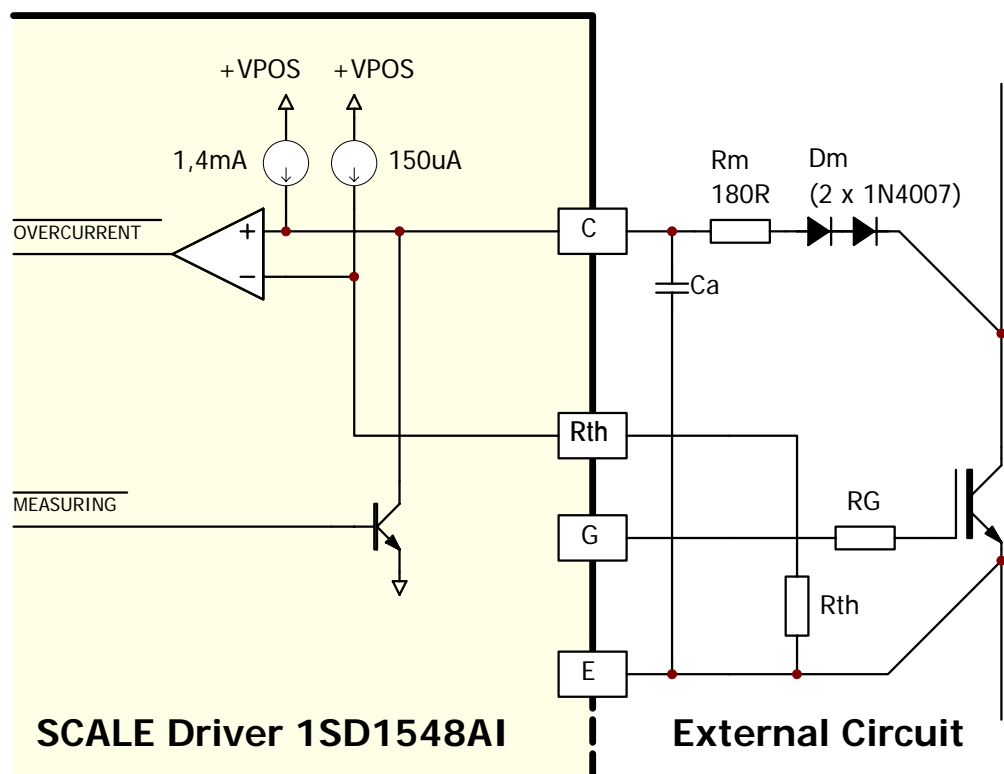 +VPOS +VPOS
1,4mA
150uA
OVERCURRENT
+
−
C
Rm
180R
Dm
(2 x 1N4007)
Ca
Rth
MEASURING
G
RG
Rth
E
SCALE Driver 1SD1548AI
External Circuit